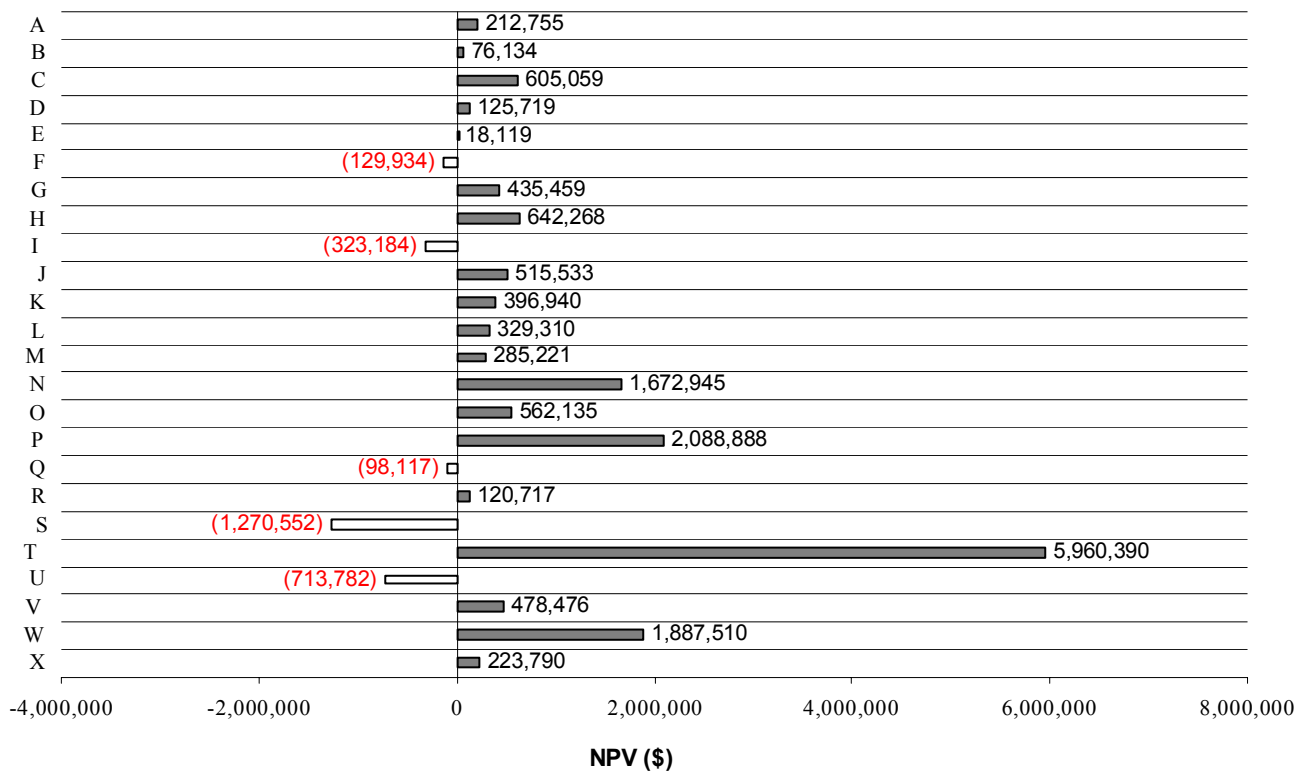 A 212,755
B 76,134
C 605,059
D 125,719
E 18,119
F (129,934)
G 435,459
H 642,268
I (323,184)
J 515,533
K 396,940
L 329,310
M 285,221
N 1,672,945
O 562,135
P 2,088,888
Q (98,117)
R 120,717
S (1,270,552)
T 5,960,390
U (713,782)
V 478,476
W 1,887,510
X 223,790
-4,000,000 -2,000,000 0 2,000,000 4,000,000 6,000,000 8,000,000
NPV ($)